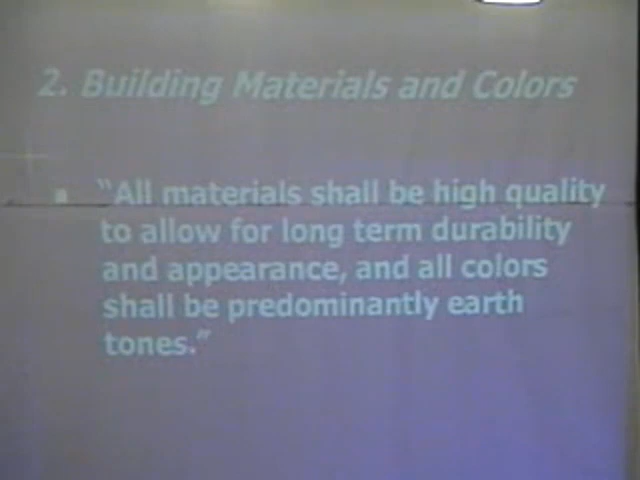 2. Building Materials and Colors
"All materials shall be high quality
to allow for long term durability
and appearance, and all colors
shall be predominantly earth
tones."